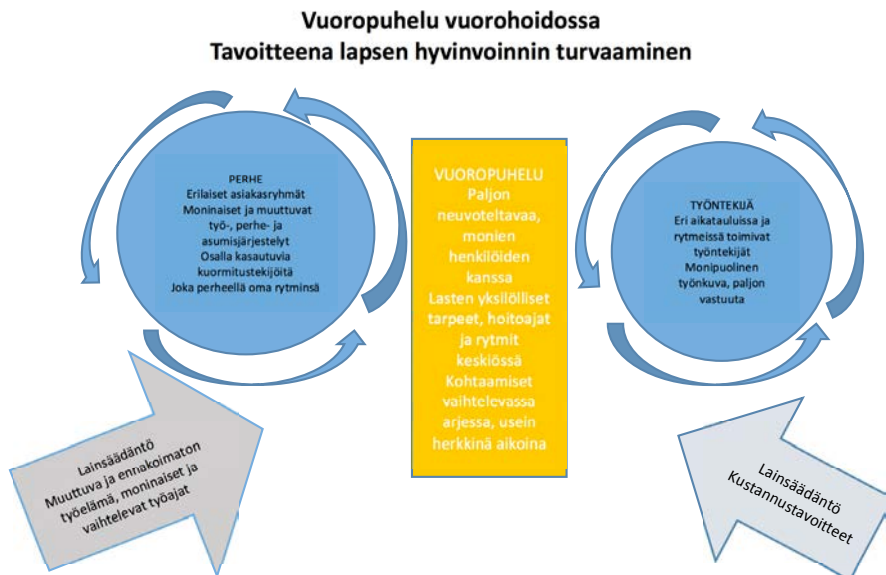 Vuoropuhelu vuorohoidossa
Tavoitteena lapsen hyvinvoinnin turvaaminen
PERHE
Erilaiset asiakasryhmät
Moninaiset ja muuttuvat
työ-, perhe- ja
asumisjärjestelyt
Osalla kasautuvia
kuormitustekijöitä
Joka perheellä oma rytminsä
VUOROPUHELU
Paljon
neuvoteltavaa,
monien
henkilöiden
kanssa
Lasten yksilölliset
tarpeet, hoitoajat
ja rytmit
keskiössä
Kohtaamiset
vaihtelevassa
arjessa, usein
herkkinä aikoina
TYÖNTEKIJÄ
Eri aikatauluissa ja
rytmeissä toimivat
työntekijät
Monipuolinen
työnkuva, paljon
vastuuta
Lainsäädäntö
Muuttuva ja ennakoimaton
työelämä, moninaiset ja
vaihtelevat työajat
Lainsäädäntö
Kustannustavoitteet